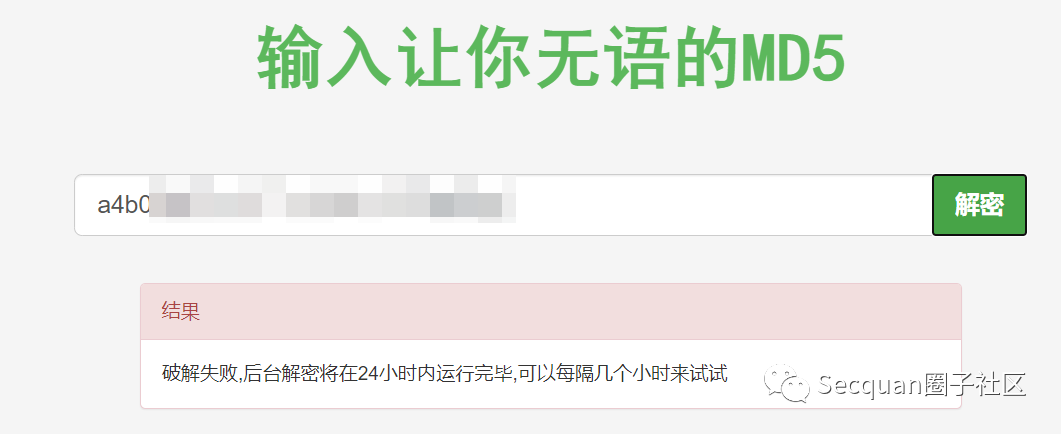 输入让你无语的MD5
a4b0
解密
结果
破解失败,后台解密将在24小时内运行完毕,可以每隔几个小时来试试
Secquan圈子社区